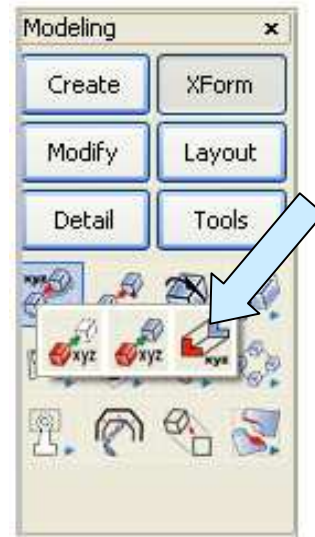 Modeling x
Create XForm
Modify Layout
Detail Tools
xyz
xyz xyz xyz